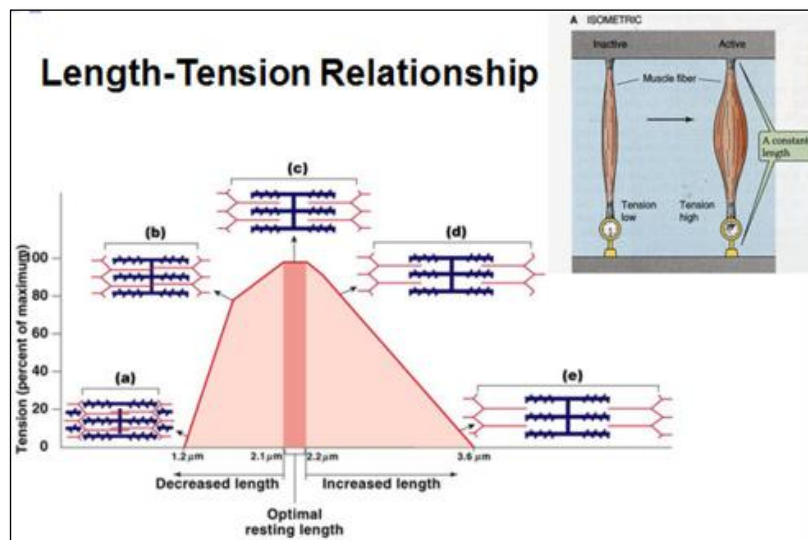 A ISOMETRIC
Inactive
Active
Length-Tension Relationship
Muscle fiber
A constant
length
Tension
low
Tension
high
(c)
(b)
(d)
(a)
(e)
Tension (percent of maximum)
100
80
60
40
20
0
1.2 µm
2.1 µm
2.2 µm
3.6 µm
Decreased length
Increased length
Optimal
resting length